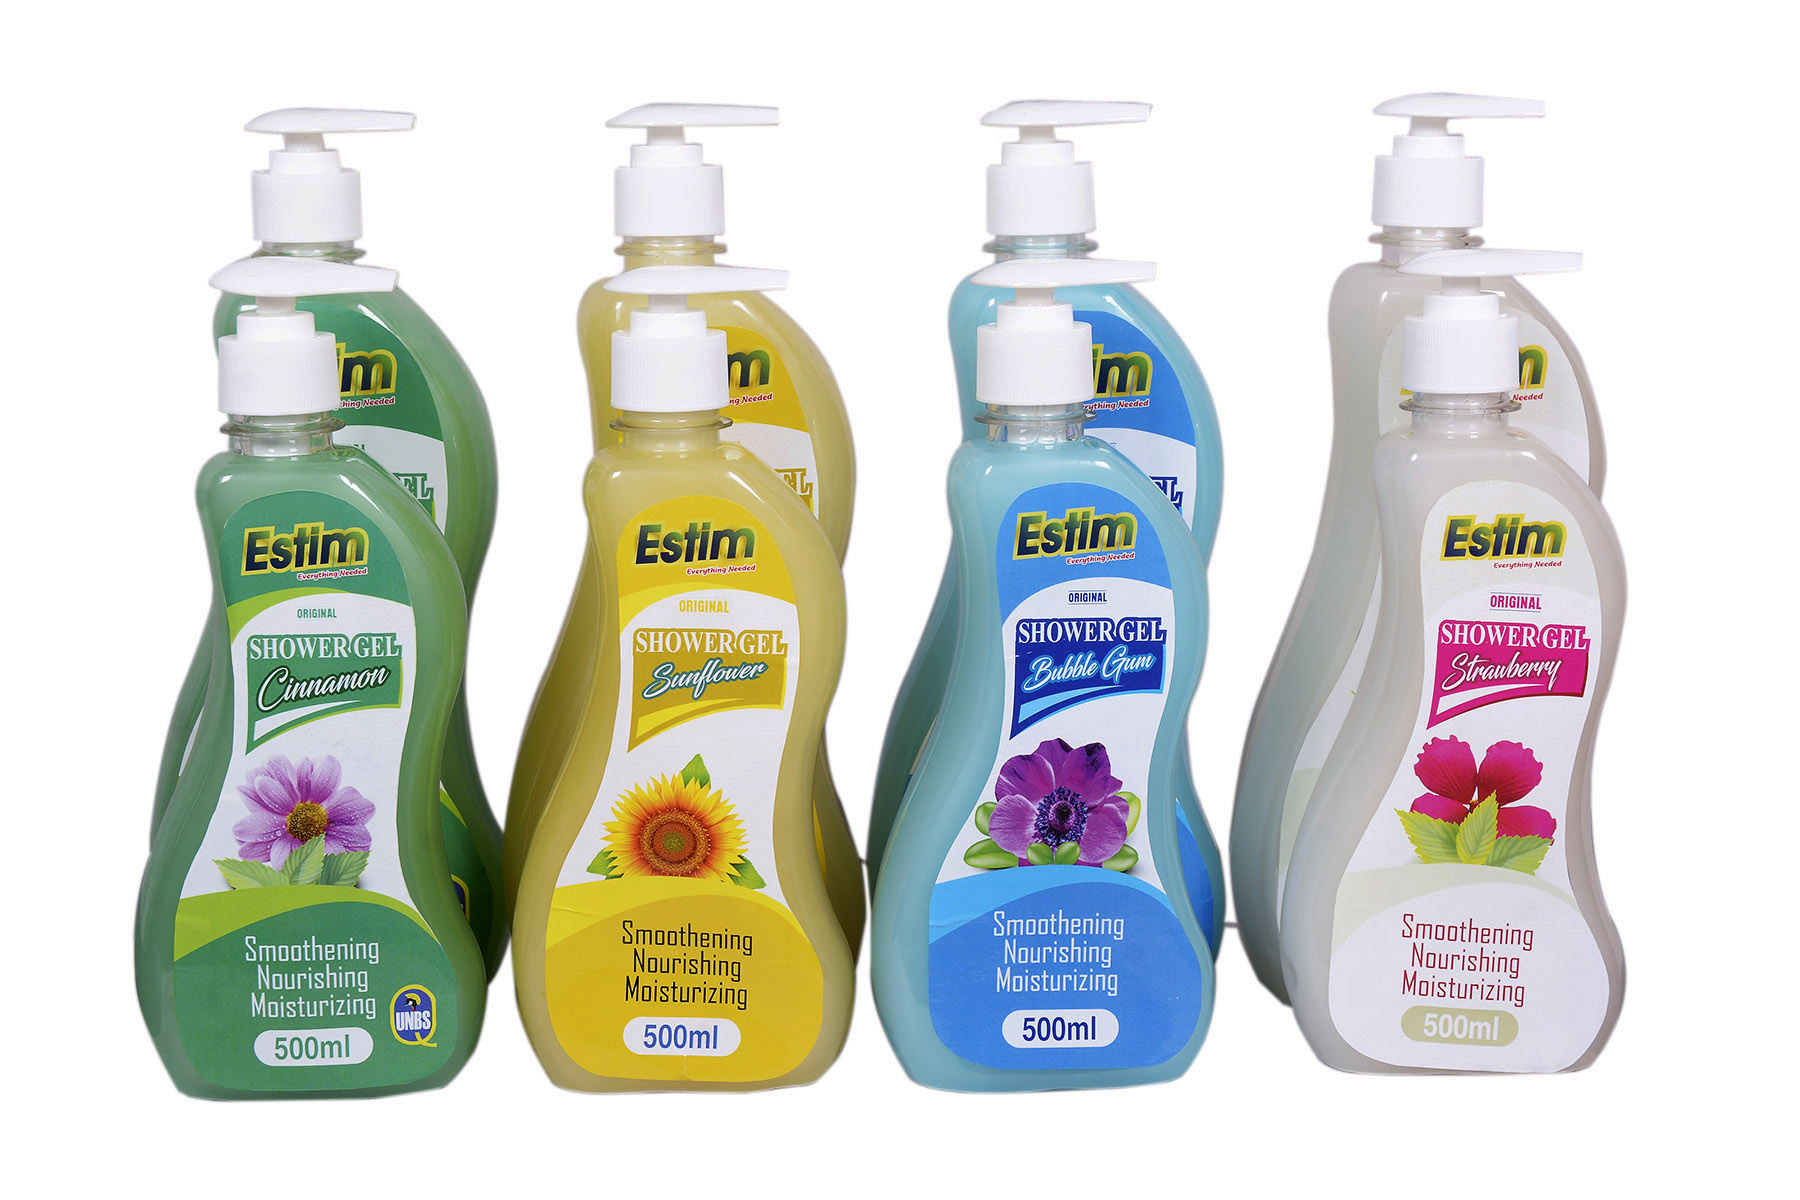 Estim
Everything Needed
ORIGINAL
SHOWER GEL
Cinnamon
Smoothening
Nourishing
Moisturizing
UNBS
Q
500ml
Estim
Everything Needed
ORIGINAL
SHOWER GEL
Sunflower
Smoothening
Nourishing
Moisturizing
500ml
Estim
Everything Needed
ORIGINAL
SHOWER GEL
Bubble Gum
Smoothening
Nourishing
Moisturizing
500ml
Estim
Everything Needed
ORIGINAL
SHOWER GEL
Strawberry
Smoothening
Nourishing
Moisturizing
500ml